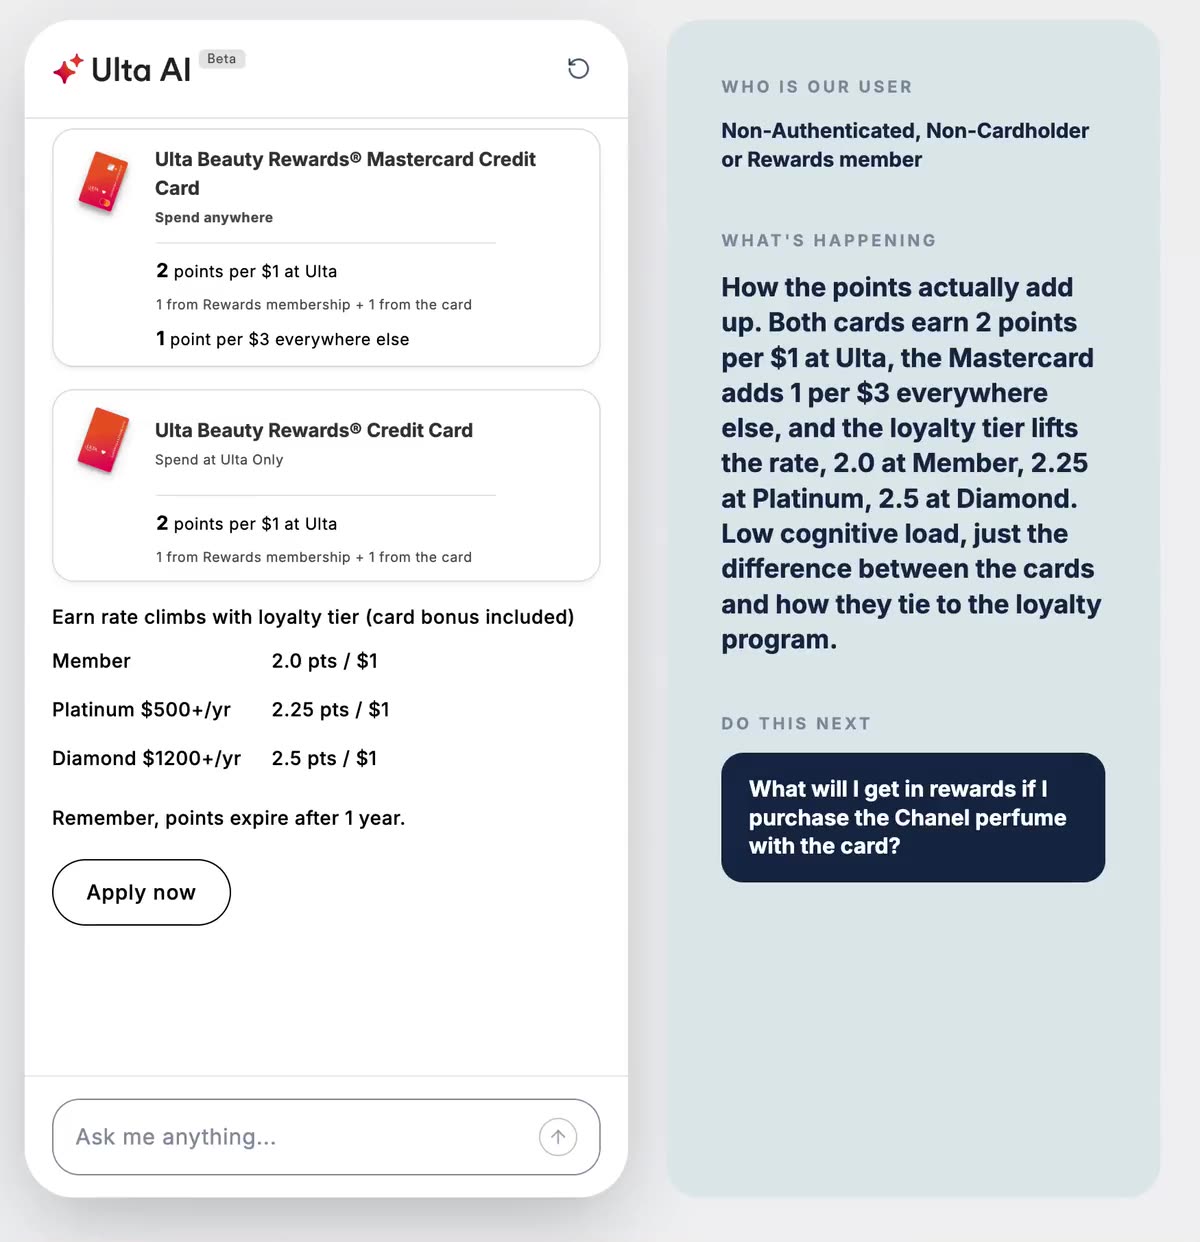 Ulta AI Beta
Ulta Beauty Rewards® Mastercard Credit
Card
Spend anywhere
2 points per $1 at Ulta
1 from Rewards membership + 1 from the card
1 point per $3 everywhere else
Ulta Beauty Rewards® Credit Card
Spend at Ulta Only
2 points per $1 at Ulta
1 from Rewards membership + 1 from the card
Earn rate climbs with loyalty tier (card bonus included)
Member 2.0 pts / $1
Platinum $500+/yr 2.25 pts / $1
Diamond $1200+/yr 2.5 pts / $1
Remember, points expire after 1 year.
Apply now
Ask me anything...
WHO IS OUR USER
Non-Authenticated, Non-Cardholder
or Rewards member
WHAT'S HAPPENING
How the points actually add
up. Both cards earn 2 points
per $1 at Ulta, the Mastercard
adds 1 per $3 everywhere
else, and the loyalty tier lifts
the rate, 2.0 at Member, 2.25
at Platinum, 2.5 at Diamond.
Low cognitive load, just the
difference between the cards
and how they tie to the loyalty
program.
DO THIS NEXT
What will I get in rewards if I
purchase the Chanel perfume
with the card?